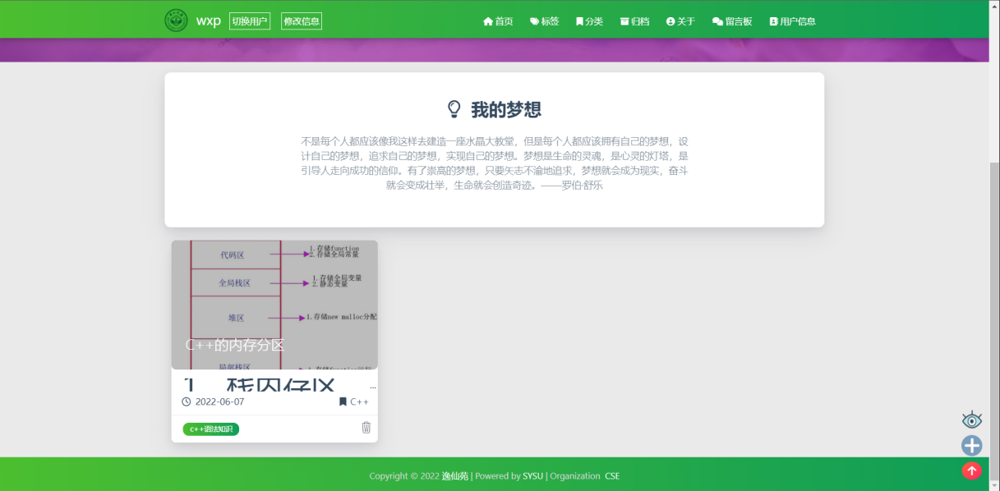 wxp 切换用户 修改信息 首页 标签 分类 归档 关于 留言板 用户信息
我的梦想
不是每个人都应该像我这样去建造一座水晶大教堂，但是每个人都应该拥有自己的梦想，设
计自己的梦想，追求自己的梦想，实现自己的梦想。梦想是生命的灵魂，是心灵的灯塔，是
引导人走向成功的信仰。有了崇高的梦想，只要矢志不渝地追求，梦想就会成为现实，奋斗
就会变成壮举，生命就会创造奇迹。——罗伯·舒乐
代码区
1.存储function
2.存储全局常量
全局栈区
1.存储全局变量
2.静态变量
堆区
1.存储new malloc分配
C++的内存分区
局部栈区
1、栈内存区 ...
2022-06-07 C++
c++语法知识
Copyright © 2022 逸仙苑 | Powered by SYSU | Organization CSE